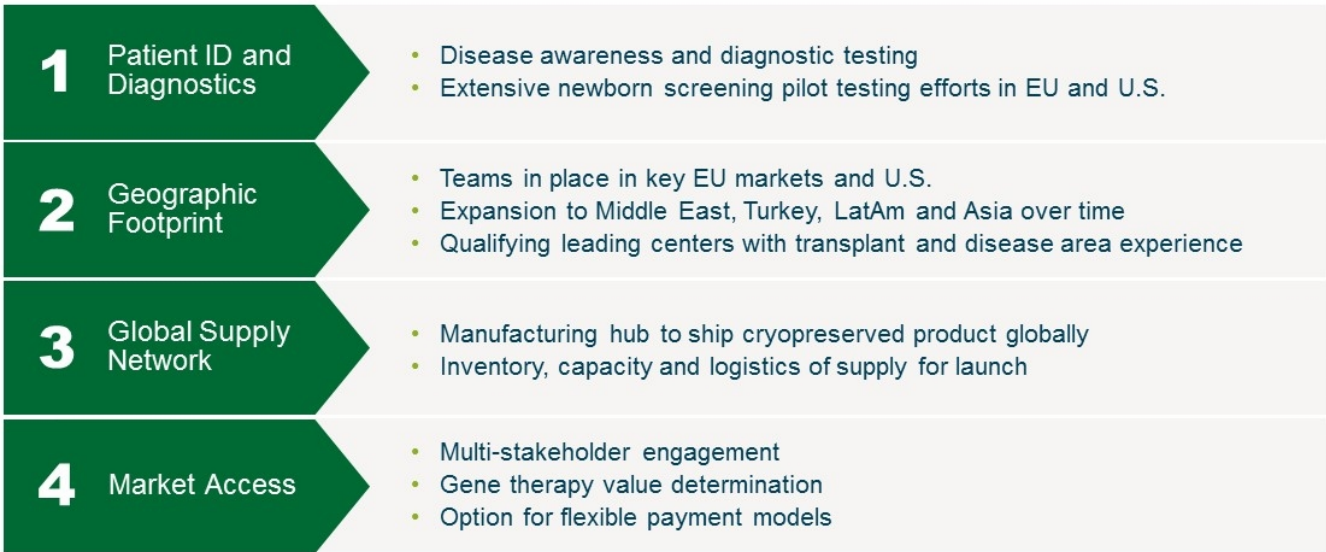 1
Patient ID and
Diagnostics
• Disease awareness and diagnostic testing
• Extensive newborn screening pilot testing efforts in EU and U.S.
2
Geographic
Footprint
• Teams in place in key EU markets and U.S.
• Expansion to Middle East, Turkey, LatAm and Asia over time
• Qualifying leading centers with transplant and disease area experience
3
Global Supply
Network
• Manufacturing hub to ship cryopreserved product globally
• Inventory, capacity and logistics of supply for launch
4
Market Access
• Multi-stakeholder engagement
• Gene therapy value determination
• Option for flexible payment models